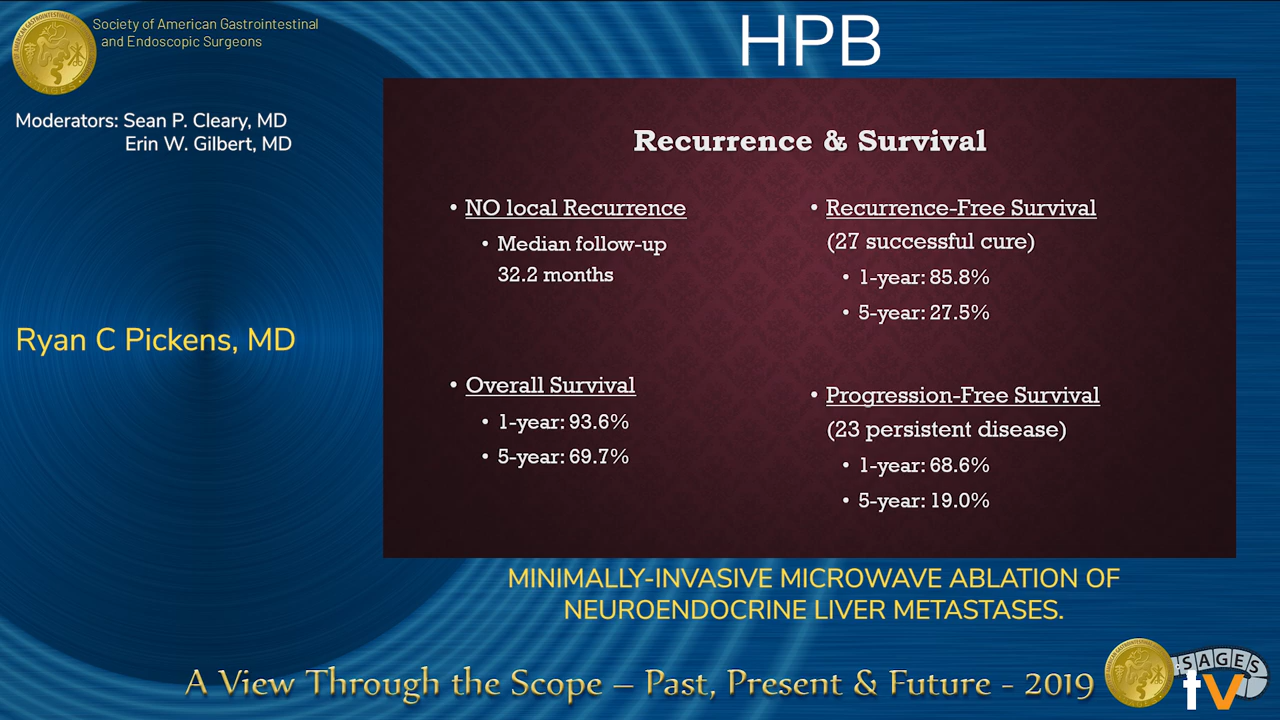 Society of American Gastrointestinal
and Endoscopic Surgeons
HPB
Moderators: Sean P. Cleary, MD
Erin W. Gilbert, MD
Ryan C Pickens, MD
Recurrence & Survival
• NO local Recurrence
• Median follow-up
32.2 months
• Overall Survival
• 1-year: 93.6%
• 5-year: 69.7%
• Recurrence-Free Survival
(27 successful cure)
• 1-year: 85.8%
• 5-year: 27.5%
• Progression-Free Survival
(23 persistent disease)
• 1-year: 68.6%
• 5-year: 19.0%
MINIMALLY-INVASIVE MICROWAVE ABLATION OF
NEUROENDOCRINE LIVER METASTASES.
A View Through the Scope – Past, Present & Future - 2019
SAGES
tv